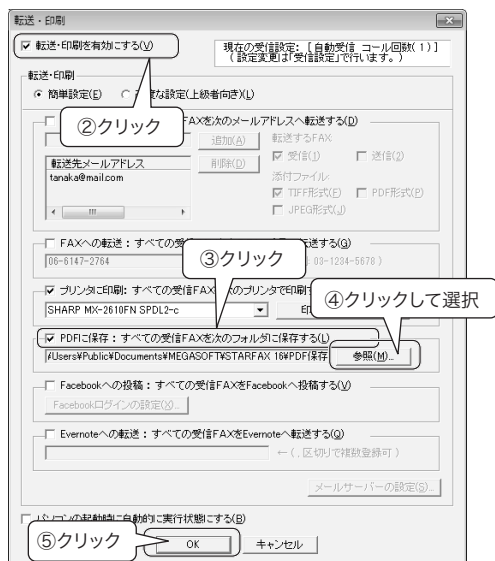 転送・印刷
転送・印刷を有効にする(V)
現在の受信設定: [自動受信 コール回数(1)]
(設定変更は「受信設定」で行います。)
転送・印刷
簡単設定(E)
な設定(上級者向き)(L)
②クリック
AXを次のメールアドレスへ転送する(D)
追加(A)
転送するFAX
転送先メールアドレス
削除(D)
受信(1)
送信(2)
tanaka@mail.com
添付ファイル
TIFF形式(F)
PDF形式(P)
JPEG形式(J)
FAXへの転送:すべての受
送する(G)
③クリック
06-6147-2764
: 03-1234-5678 )
プリンタに印刷: すべての受信FAX
次のプリンタで印刷
④クリックして選択
SHARP MX-2610FN SPDL2-c
PDFに保存:すべての受信FAXを次のフォルダに保存する(L)
/Users¥Public¥Documents¥MEGASOFT¥STARFAX 16¥PDF保存
参照(M)...
Facebookへの投稿:すべての受信FAXをFacebookへ投稿する(V)
Facebookログインの設定(X)...
Evernoteへの転送:すべての受信FAXをEvernoteへ転送する(Q)
←(,区切りで複数登録可)
メールサーバーの設定(S)...
パソコンの起動時に自動的に実行状態にする(B)
⑤クリック
OK
キャンセル